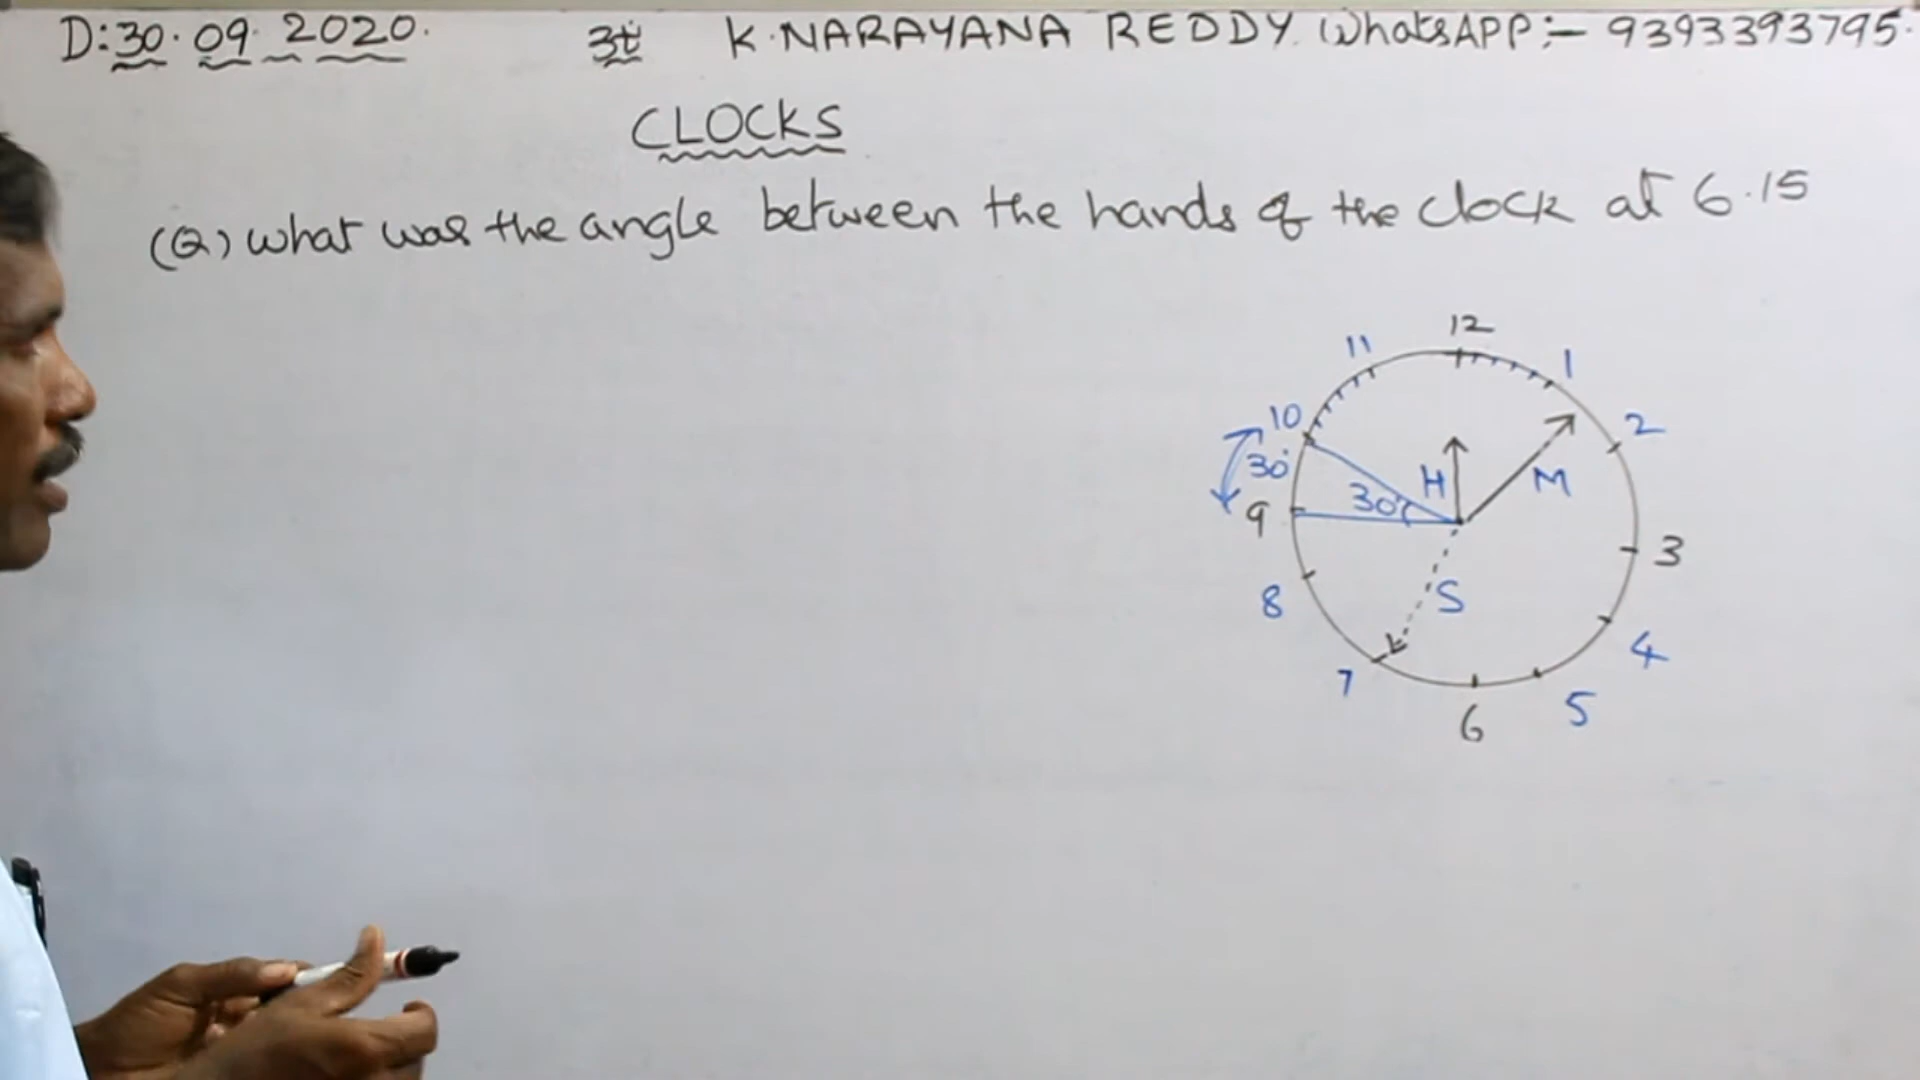 D:30.09.2020. 3t K.NARAYANA REDDY. WhatsAPP:- 9393393795.
CLOCKS
(Q) What was the angle between the hands of the clock at 6.15
12
11 1
10 2
30° H M
9 30° 3
8 S 4
7 5
6